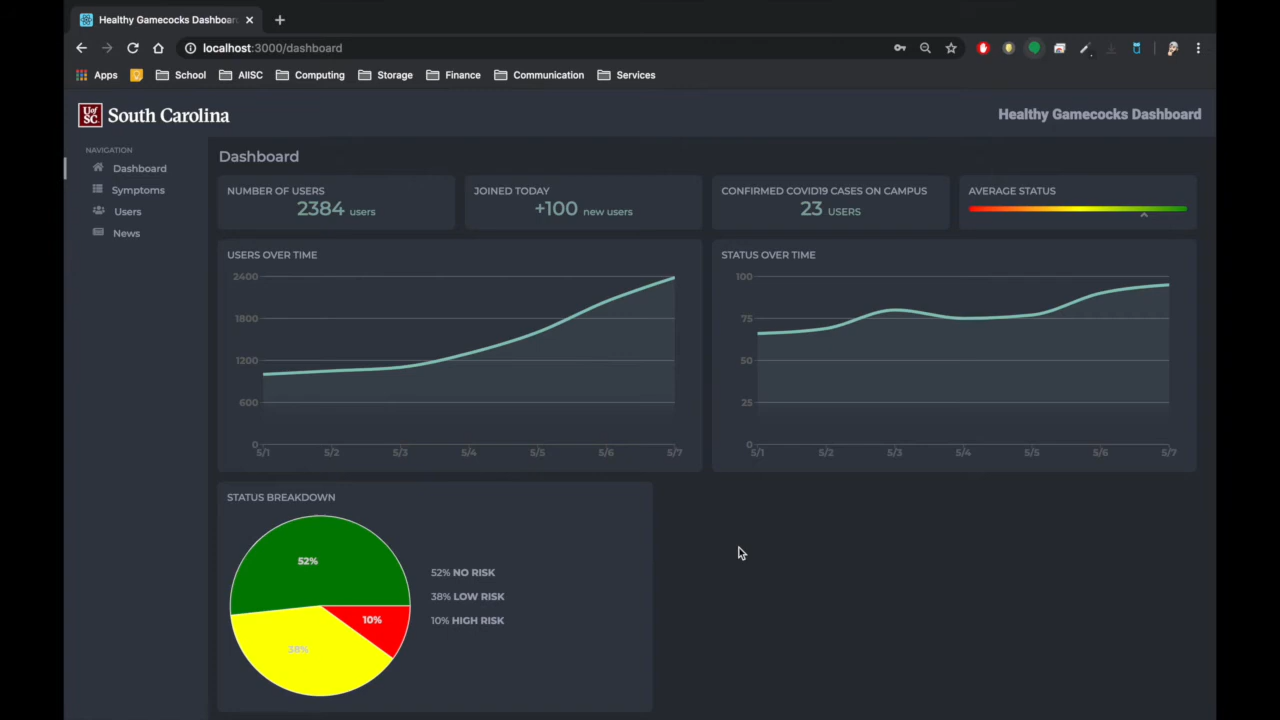 Healthy Gamecocks Dashboar
localhost:3000/dashboard
Apps School AIISC Computing Storage Finance Communication Services
UofSC South Carolina
Healthy Gamecocks Dashboard
NAVIGATION
Dashboard
Symptoms
Users
News
Dashboard
NUMBER OF USERS
2384 users
JOINED TODAY
+100 new users
CONFIRMED COVID19 CASES ON CAMPUS
23 USERS
AVERAGE STATUS
USERS OVER TIME
2400
1800
1200
600
0
5/1 5/2 5/3 5/4 5/5 5/6 5/7
STATUS OVER TIME
100
75
50
25
0
5/1 5/2 5/3 5/4 5/5 5/6 5/7
STATUS BREAKDOWN
52%
10%
38%
52% NO RISK
38% LOW RISK
10% HIGH RISK